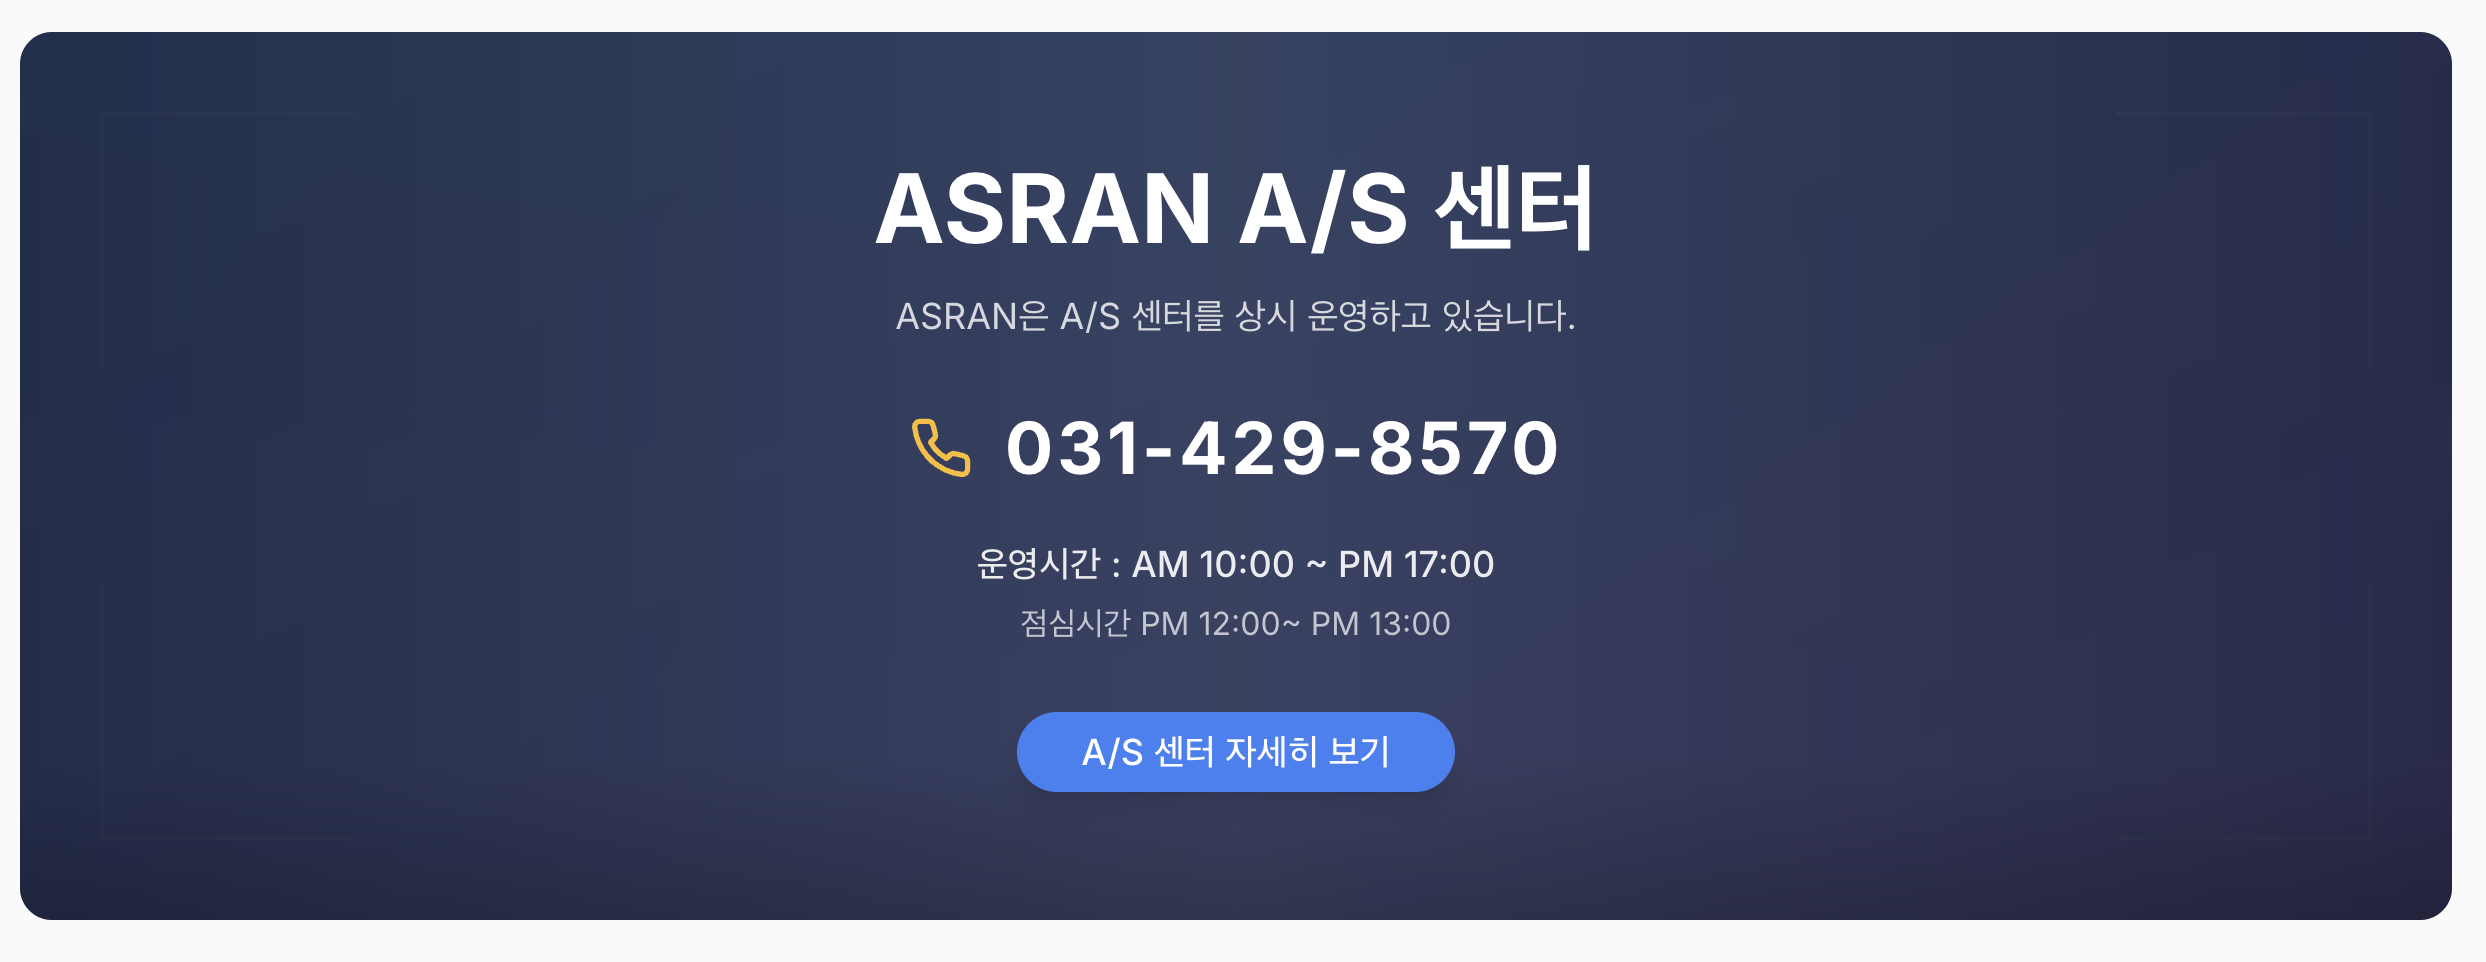 ASRAN A/S 센터
ASRAN은 A/S 센터를 상시 운영하고 있습니다.
031-429-8570
운영시간 : AM 10:00 ~ PM 17:00
점심시간 PM 12:00~ PM 13:00
A/S 센터 자세히 보기